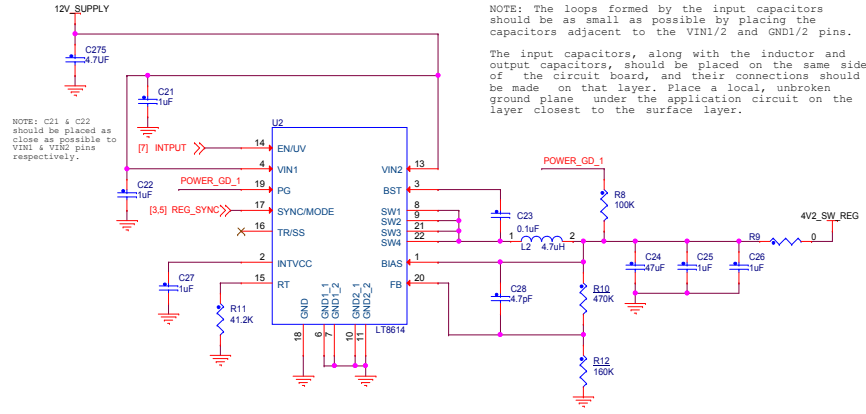 12V_SUPPLY
NOTE: The loops formed by the input capacitors
should be as small as possible by placing the
capacitors adjacent to the VIN1/2 and GND1/2 pins.
The input capacitors, along with the inductor and
output capacitors, should be placed on the same side
of the circuit board, and their connections should
be made on that layer. Place a local, unbroken
ground plane under the application circuit on the
layer closest to the surface layer.
C275
4.7UF
C21
1uF
NOTE: C21 & C22
should be placed as
close as possible to
VIN1 & VIN2 pins
respectively.
U2
[7] INTPUT
14 EN/UV
4 VIN1
VIN2 13
POWER_GD_1
19 PG
BST 3
C22
1uF
[3,5] REG_SYNC
17 SYNC/MODE
SW1 8
SW2 9
16 TR/SS
SW3 21
SW4 22
C23
0.1uF
1 L2 4.7uH 2
POWER_GD_1
R8
100K
4V2_SW_REG
R9 0
2 INTVCC
BIAS 1
C27
1uF
15 RT
FB 20
C24
47uF
C25
1uF
C26
1uF
C28
4.7pF
R10
470K
R11
41.2K
GND
GND1_1
GND1_2
GND2_1
GND2_2
LT8614
18
6
7
10
11
R12
160K